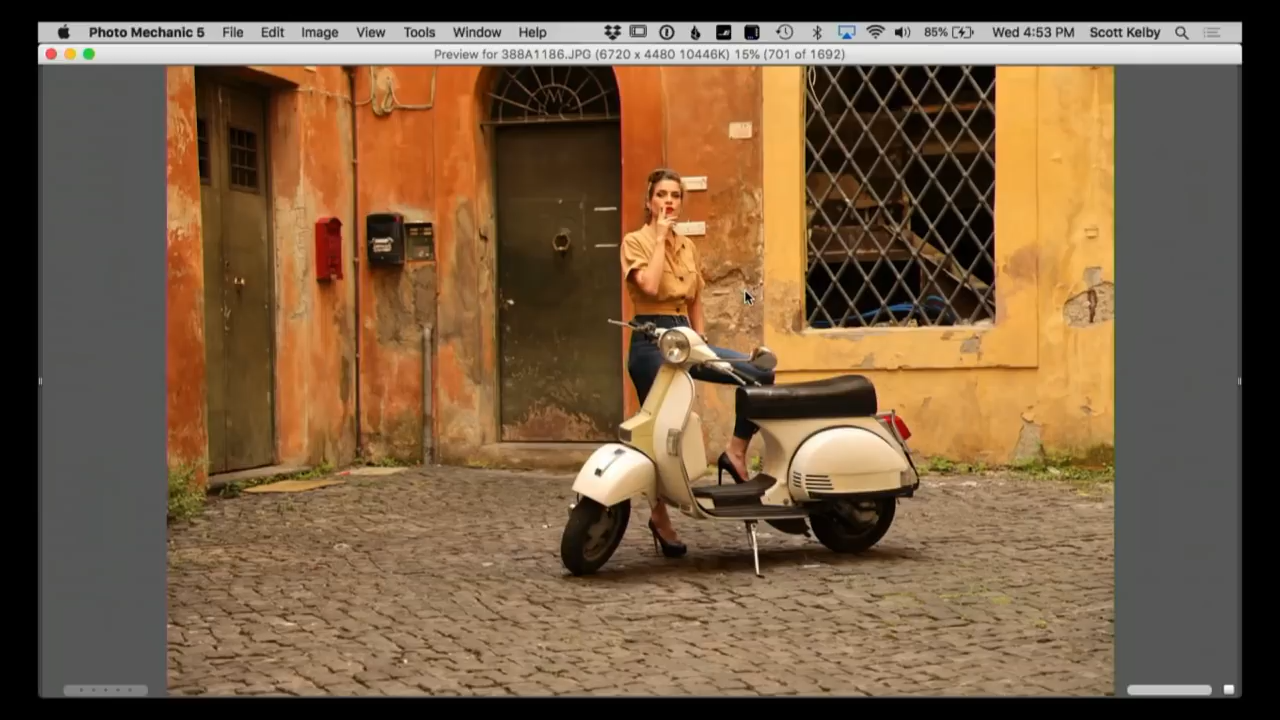 Photo Mechanic 5 File Edit Image View Tools Window Help 85% Wed 4:53 PM Scott Kelby
Preview for 388A1186.JPG (6720 x 4480 10446K) 15% (701 of 1692)